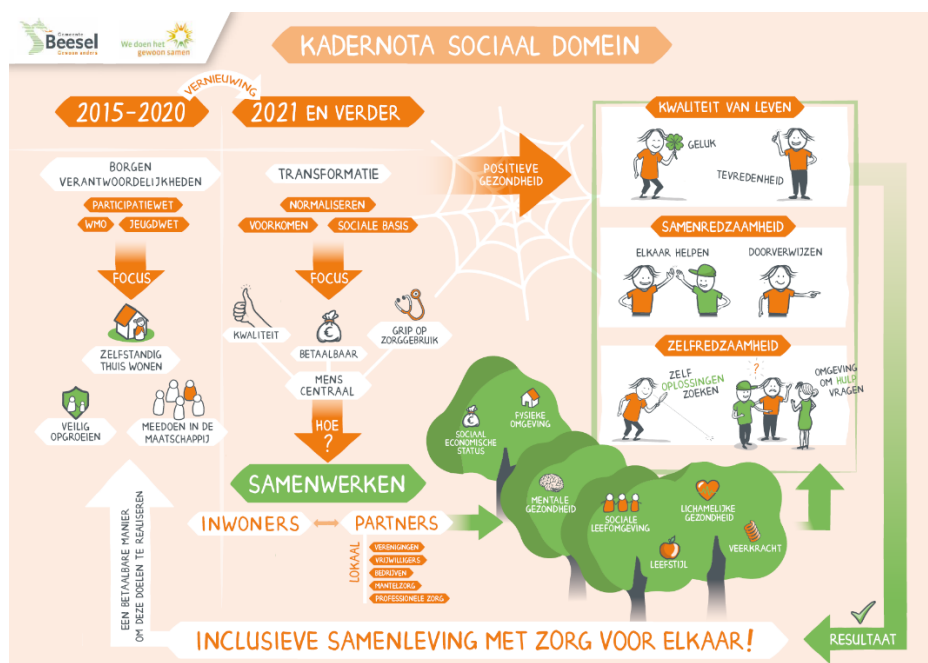 Gemeente
Beesel
Gewoon anders
We doen het
gewoon samen
KADERNOTA SOCIAAL DOMEIN
VERNIEUWING
2015-2020
2021 EN VERDER
BORGEN
VERANTWOORDELIJKHEDEN
PARTICIPATIEWET
WMO
JEUGDWET
FOCUS
ZELFSTANDIG
THUIS WONEN
VEILIG
OPGROEIEN
MEEDOEN IN DE
MAATSCHAPPIJ
EEN BETAALBARE MANIER
OM DEZE DOELEN TE REALISEREN
TRANSFORMATIE
NORMALISEREN
VOORKOMEN
SOCIALE BASIS
FOCUS
KWALITEIT
€
BETAALBAAR
GRIP OP
ZORGGEBRUIK
MENS
CENTRAAL
HOE
?
SAMENWERKEN
INWONERS
PARTNERS
LOKAAL
VERENIGINGEN
VRIJWILLIGERS
BEDRIJVEN
MANTELZORG
PROFESSIONELE ZORG
POSITIEVE
GEZONDHEID
KWALITEIT VAN LEVEN
GELUK
TEVREDENHEID
SAMENREDZAAMHEID
ELKAAR HELPEN
DOORVERWIJZEN
ZELFREDZAAMHEID
ZELF
OPLOSSINGEN
ZOEKEN
?
OMGEVING
OM HULP
VRAGEN
€
SOCIAAL
ECONOMISCHE
STATUS
FYSIEKE
OMGEVING
MENTALE
GEZONDHEID
SOCIALE
LEEFOMGEVING
LICHAMELIJKE
GEZONDHEID
LEEFSTIJL
VEERKRACHT
RESULTAAT
INCLUSIEVE SAMENLEVING MET ZORG VOOR ELKAAR!